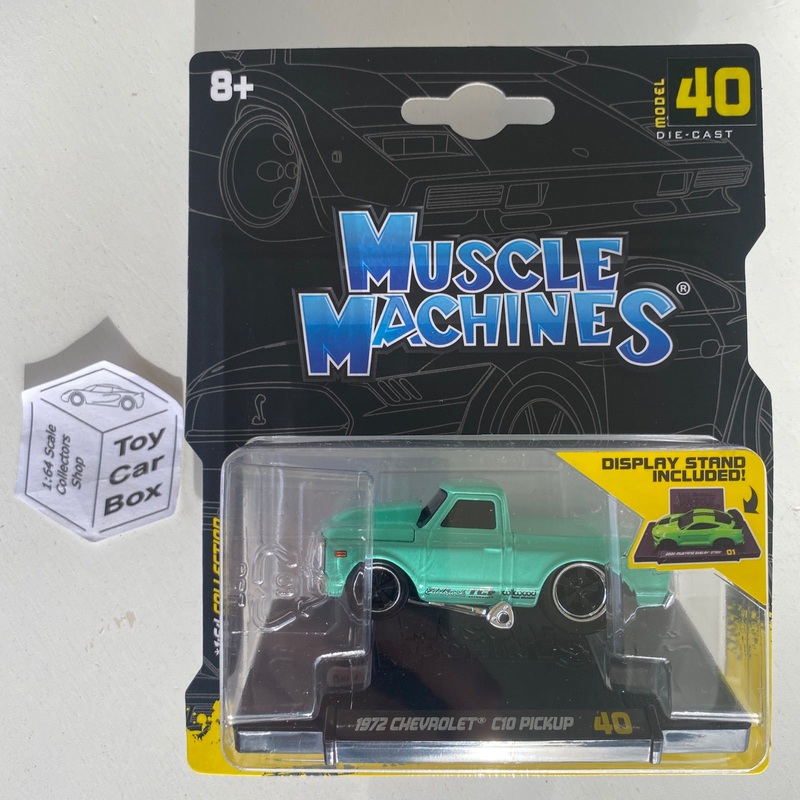 8+
MODEL
40
DIE-CAST
MUSCLE
MACHINES®
1:64 Scale
Collectors
Shop
Toy
Car
Box
DISPLAY STAND
INCLUDED!
01
1:64 COLLECTION
1972 CHEVROLET® C10 PICKUP 40